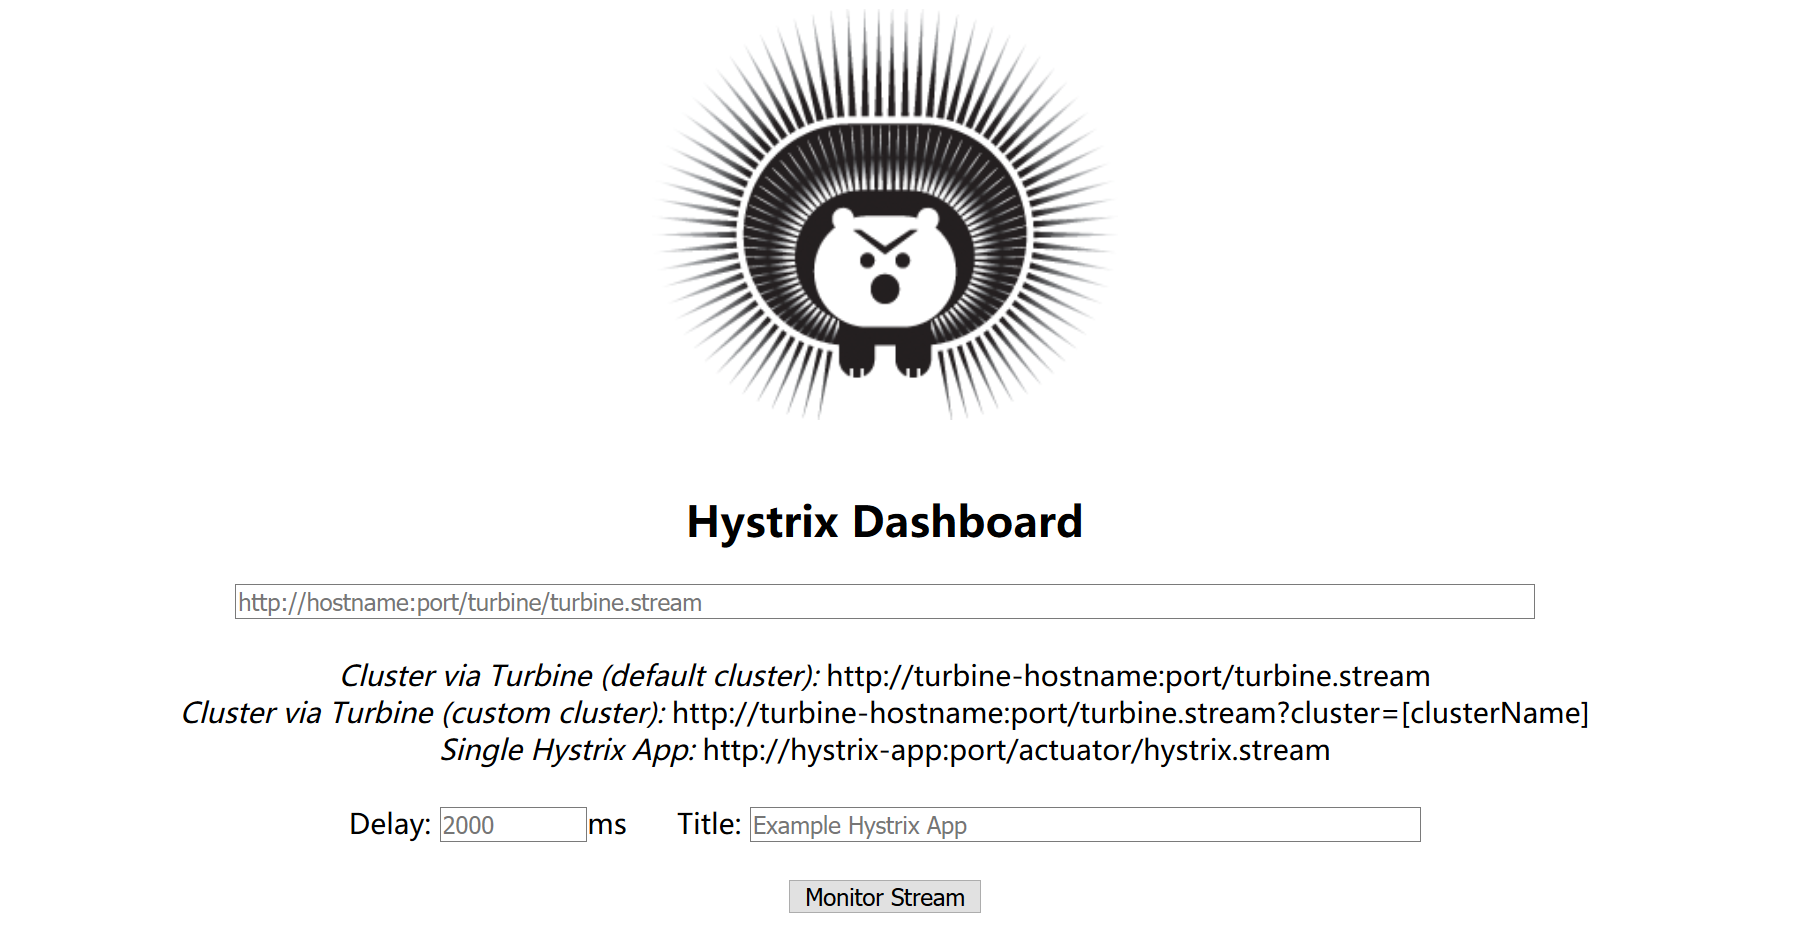 Hystrix Dashboard
http://hostname:port/turbine/turbine.stream
Cluster via Turbine (default cluster): http://turbine-hostname:port/turbine.stream
Cluster via Turbine (custom cluster): http://turbine-hostname:port/turbine.stream?cluster=[clusterName]
Single Hystrix App: http://hystrix-app:port/actuator/hystrix.stream
Delay: 2000 ms Title: Example Hystrix App
Monitor Stream